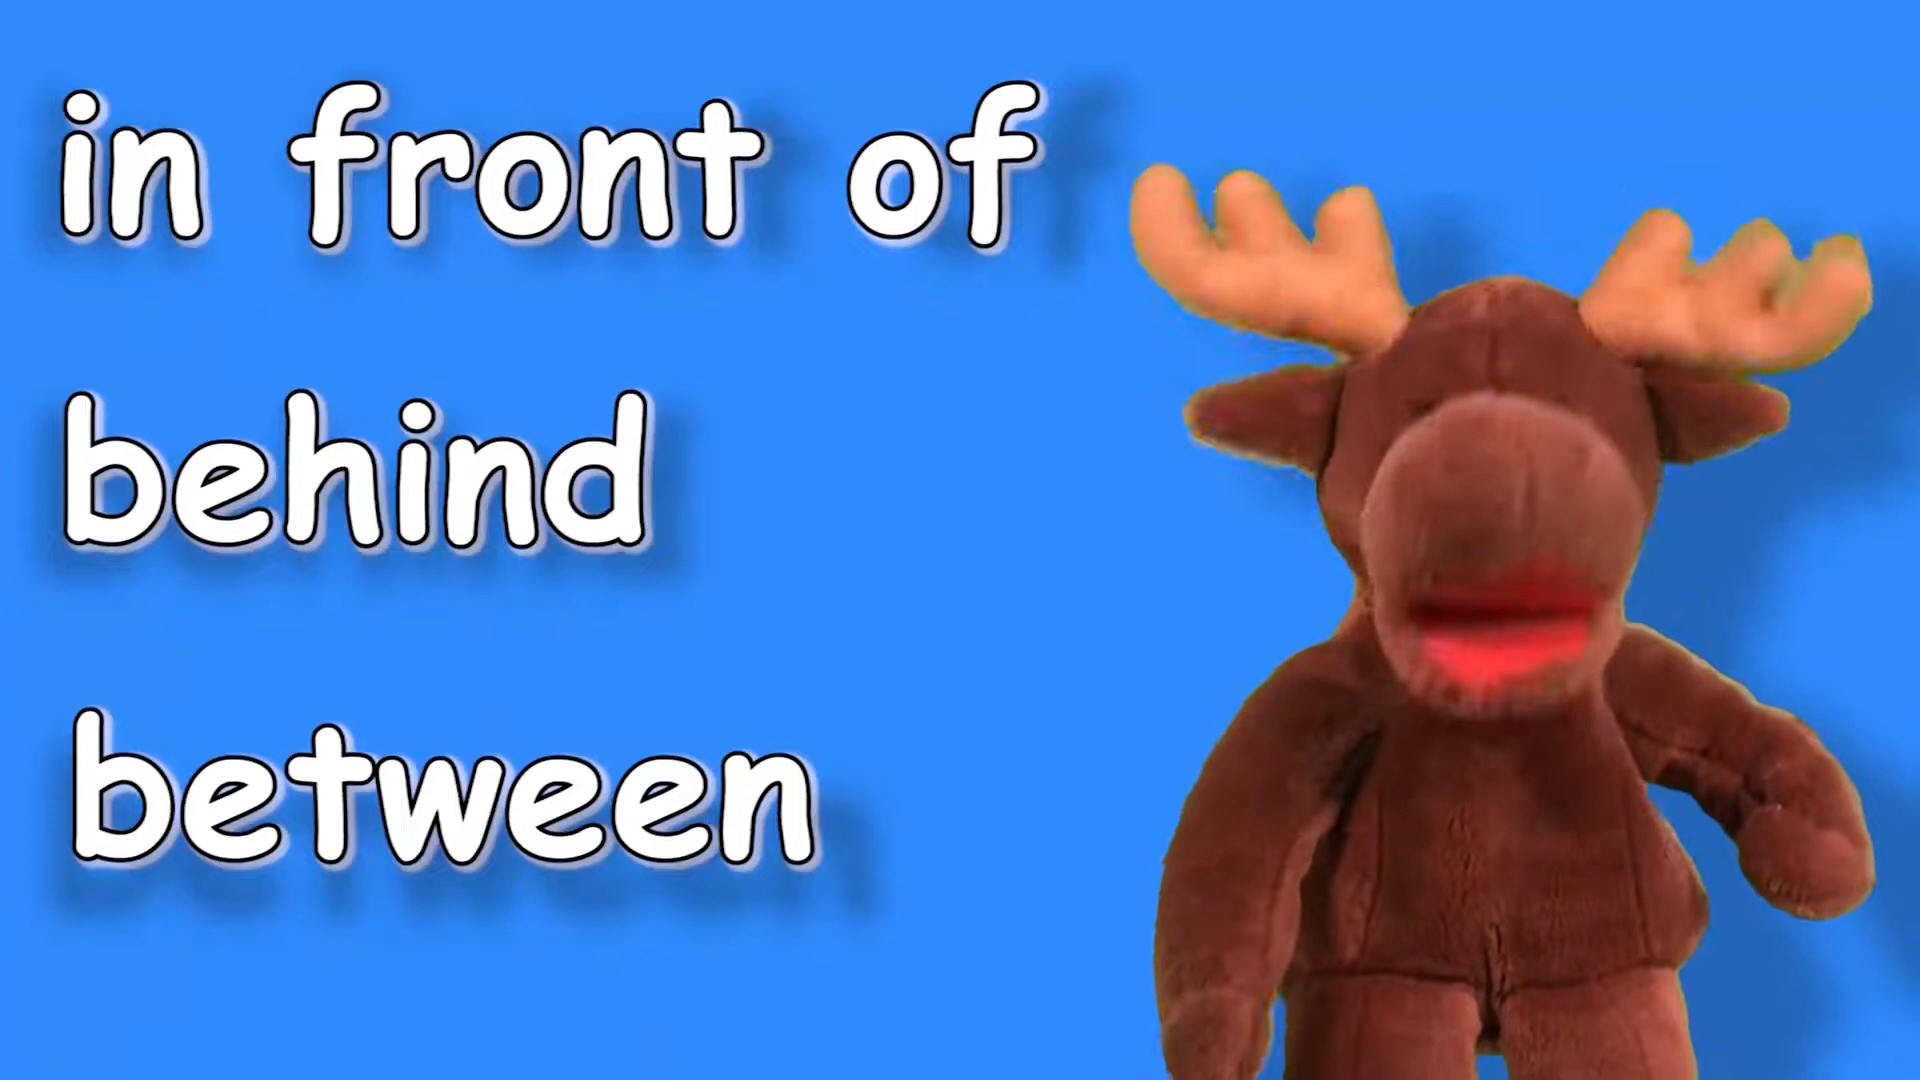 in front of
behind
between